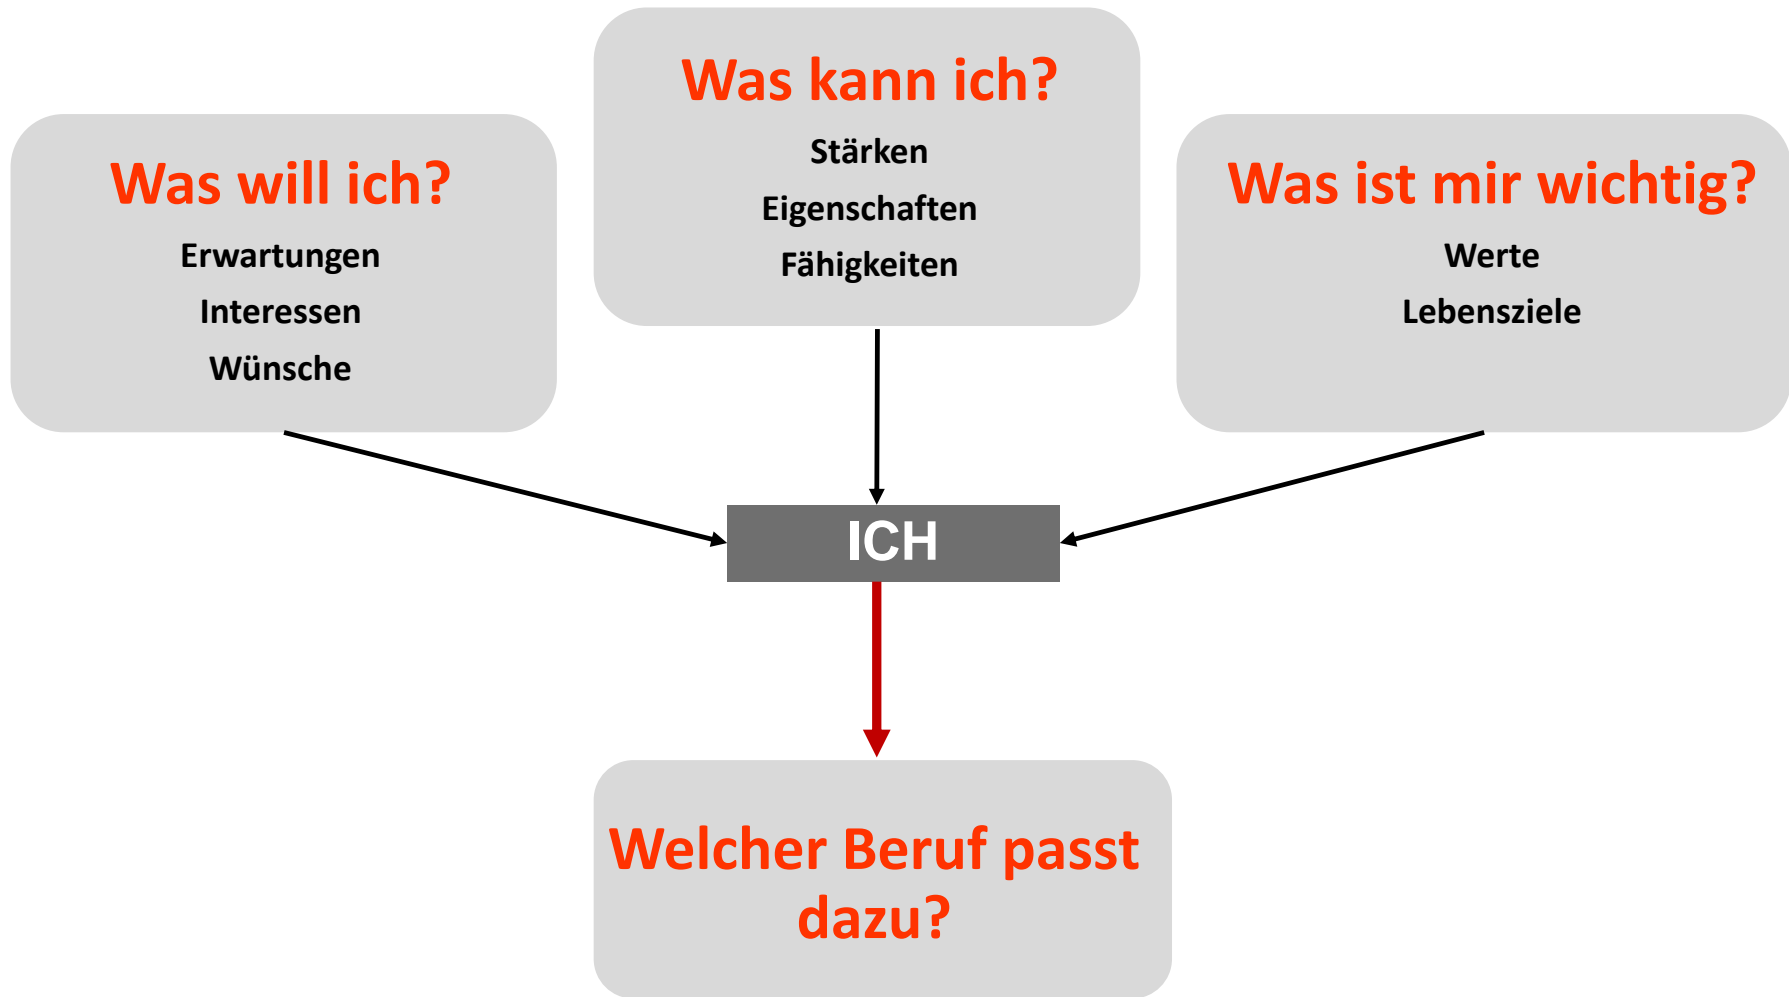 Was will ich?
Erwartungen
Interessen
Wünsche
Was kann ich?
Stärken
Eigenschaften
Fähigkeiten
Was ist mir wichtig?
Werte
Lebensziele
ICH
Welcher Beruf passt
dazu?